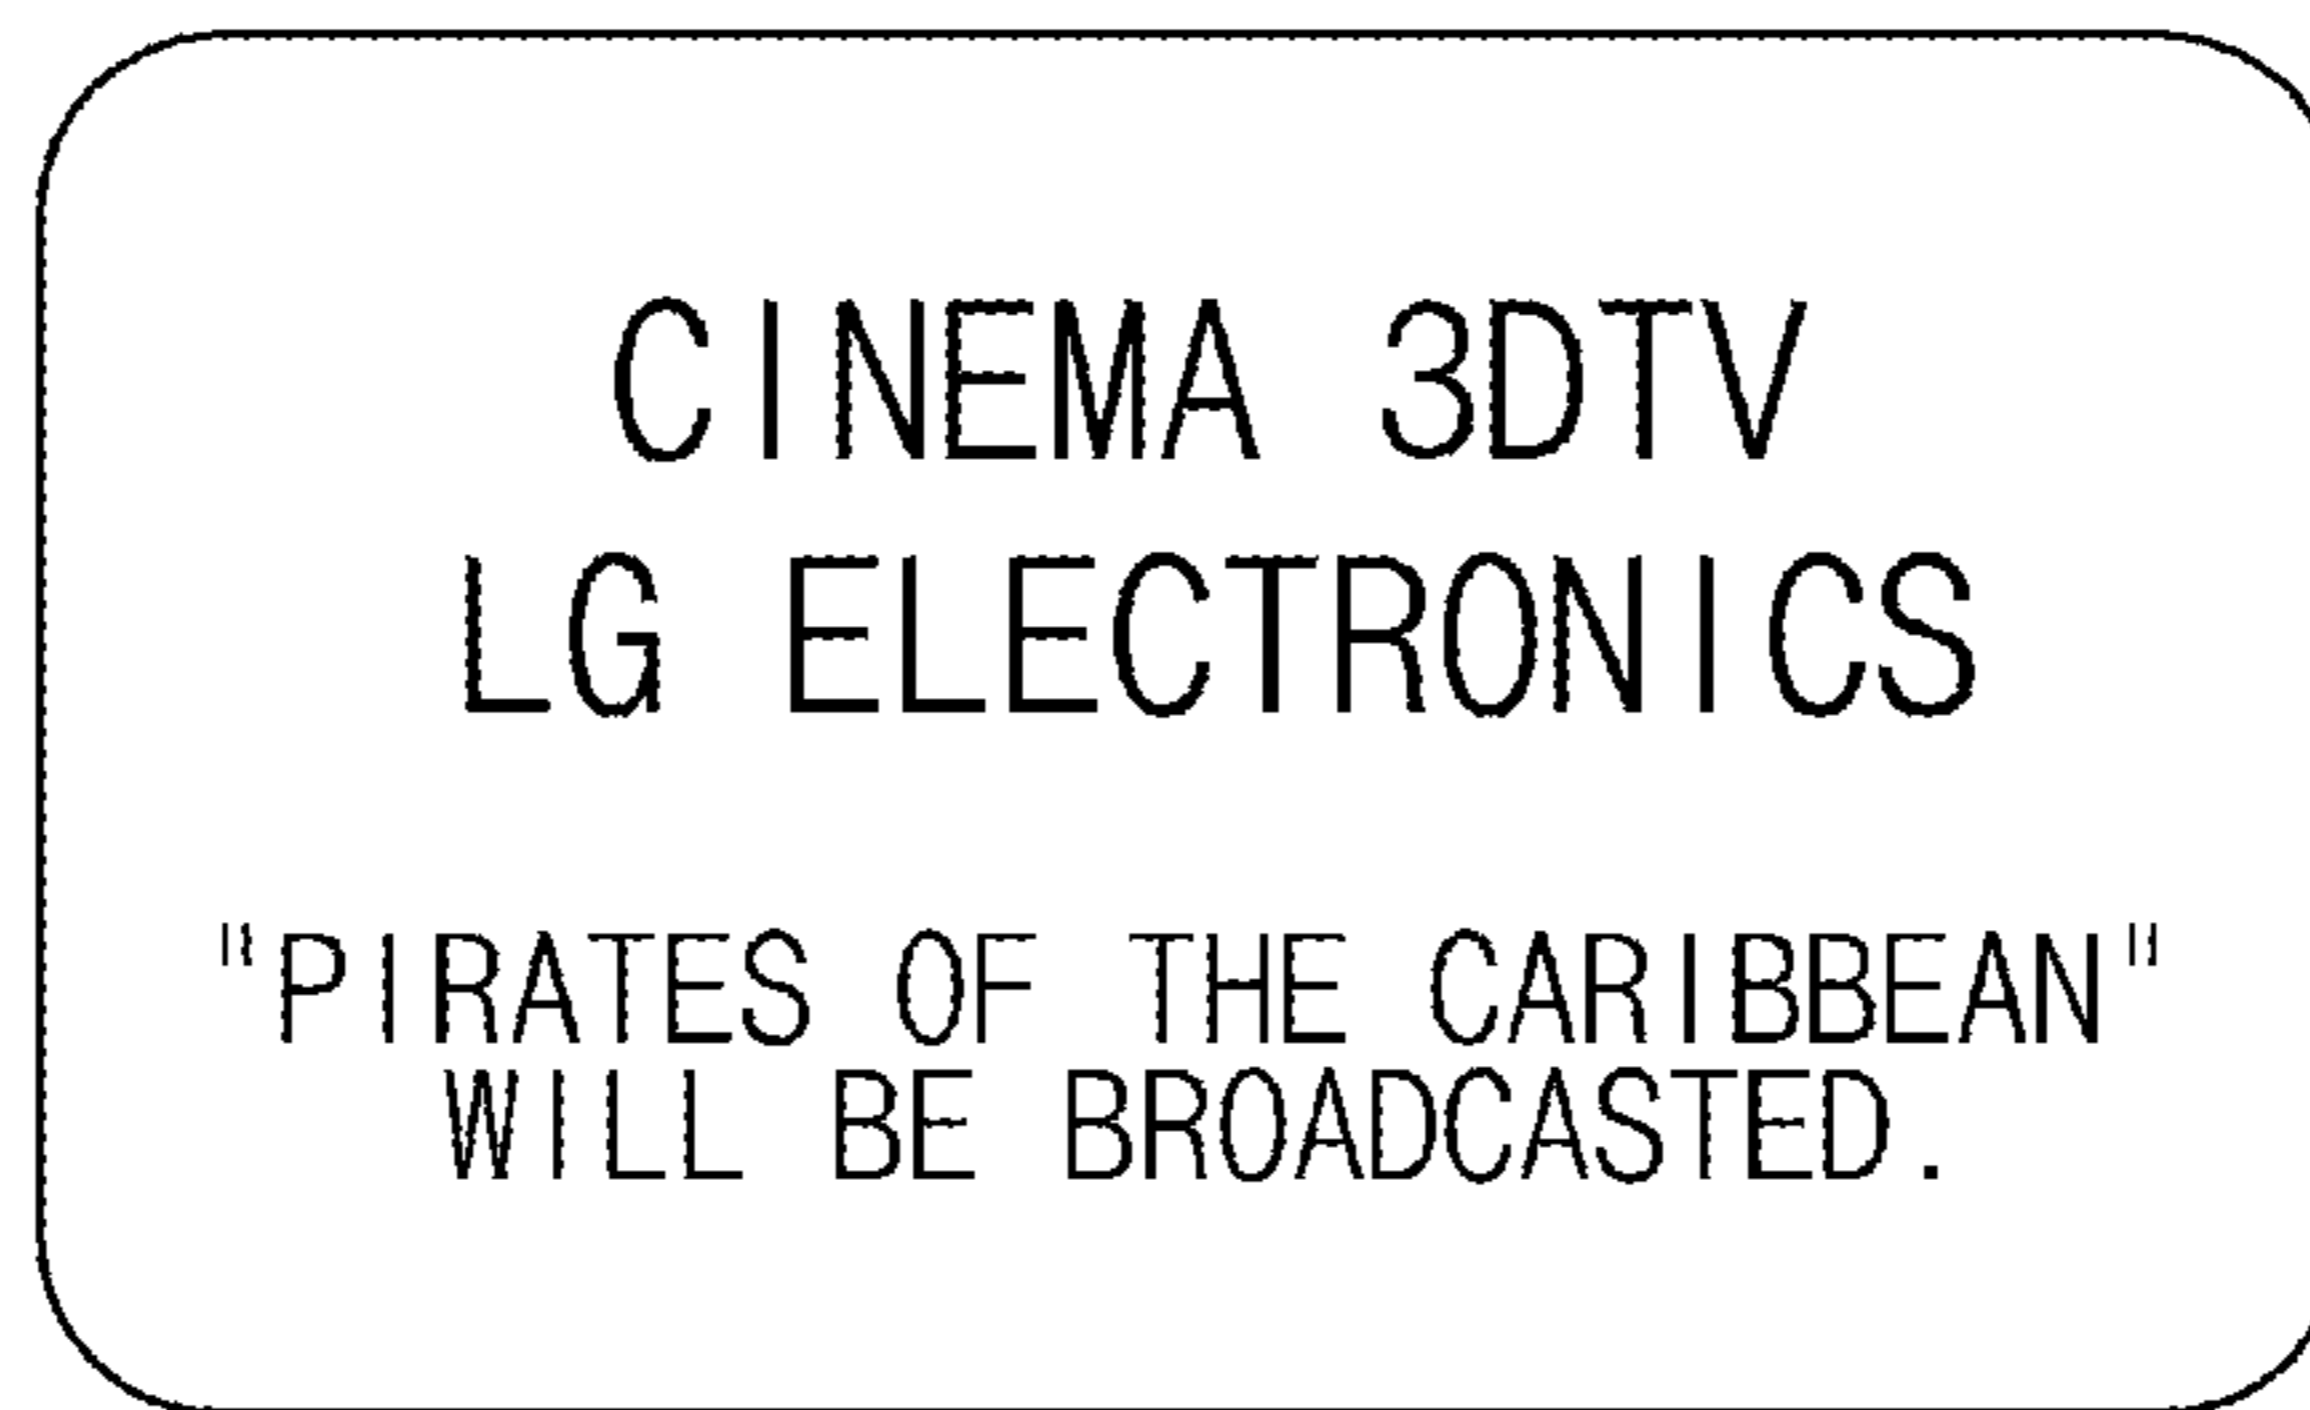 CINEMA 3DTV
LG ELECTRONICS
"PIRATES OF THE CARIBBEAN"
WILL BE BROADCASTED.